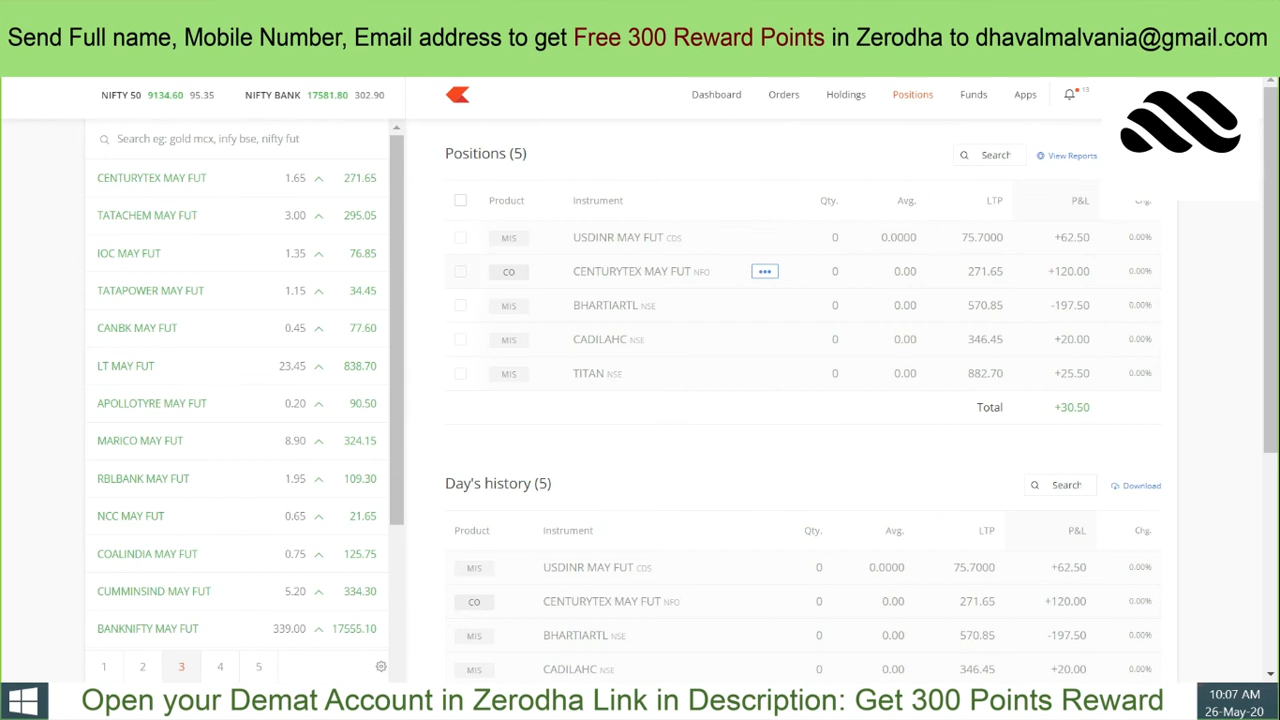 Send Full name, Mobile Number, Email address to get Free 300 Reward Points in Zerodha to dhavalmalvania@gmail.com
NIFTY 50 9134.60 95.35 NIFTY BANK 17581.80 302.90
Dashboard Orders Holdings Positions Funds Apps 13
Search eg: gold mcx, infy bse, nifty fut
CENTURYTEX MAY FUT 1.65 271.65
TATACHEM MAY FUT 3.00 295.05
IOC MAY FUT 1.35 76.85
TATAPOWER MAY FUT 1.15 34.45
CANBK MAY FUT 0.45 77.60
LT MAY FUT 23.45 838.70
APOLLOTYRE MAY FUT 0.20 90.50
MARICO MAY FUT 8.90 324.15
RBLBANK MAY FUT 1.95 109.30
NCC MAY FUT 0.65 21.65
COALINDIA MAY FUT 0.75 125.75
CUMMINSIND MAY FUT 5.20 334.30
BANKNIFTY MAY FUT 339.00 17555.10
1 2 3 4 5
Positions (5) Search View Reports
Product Instrument Qty. Avg. LTP P&L Chg.
MIS USDINR MAY FUT CDS 0 0.0000 75.7000 +62.50 0.00%
CO CENTURYTEX MAY FUT NFO ••• 0 0.00 271.65 +120.00 0.00%
MIS BHARTIARTL NSE 0 0.00 570.85 -197.50 0.00%
MIS CADILAHC NSE 0 0.00 346.45 +20.00 0.00%
MIS TITAN NSE 0 0.00 882.70 +25.50 0.00%
Total +30.50
Day's history (5) Search Download
Product Instrument Qty. Avg. LTP P&L Chg.
MIS USDINR MAY FUT CDS 0 0.0000 75.7000 +62.50 0.00%
CO CENTURYTEX MAY FUT NFO 0 0.00 271.65 +120.00 0.00%
MIS BHARTIARTL NSE 0 0.00 570.85 -197.50 0.00%
MIS CADILAHC NSE 0 0.00 346.45 +20.00 0.00%
Open your Demat Account in Zerodha Link in Description: Get 300 Points Reward
10:07 AM
26-May-20